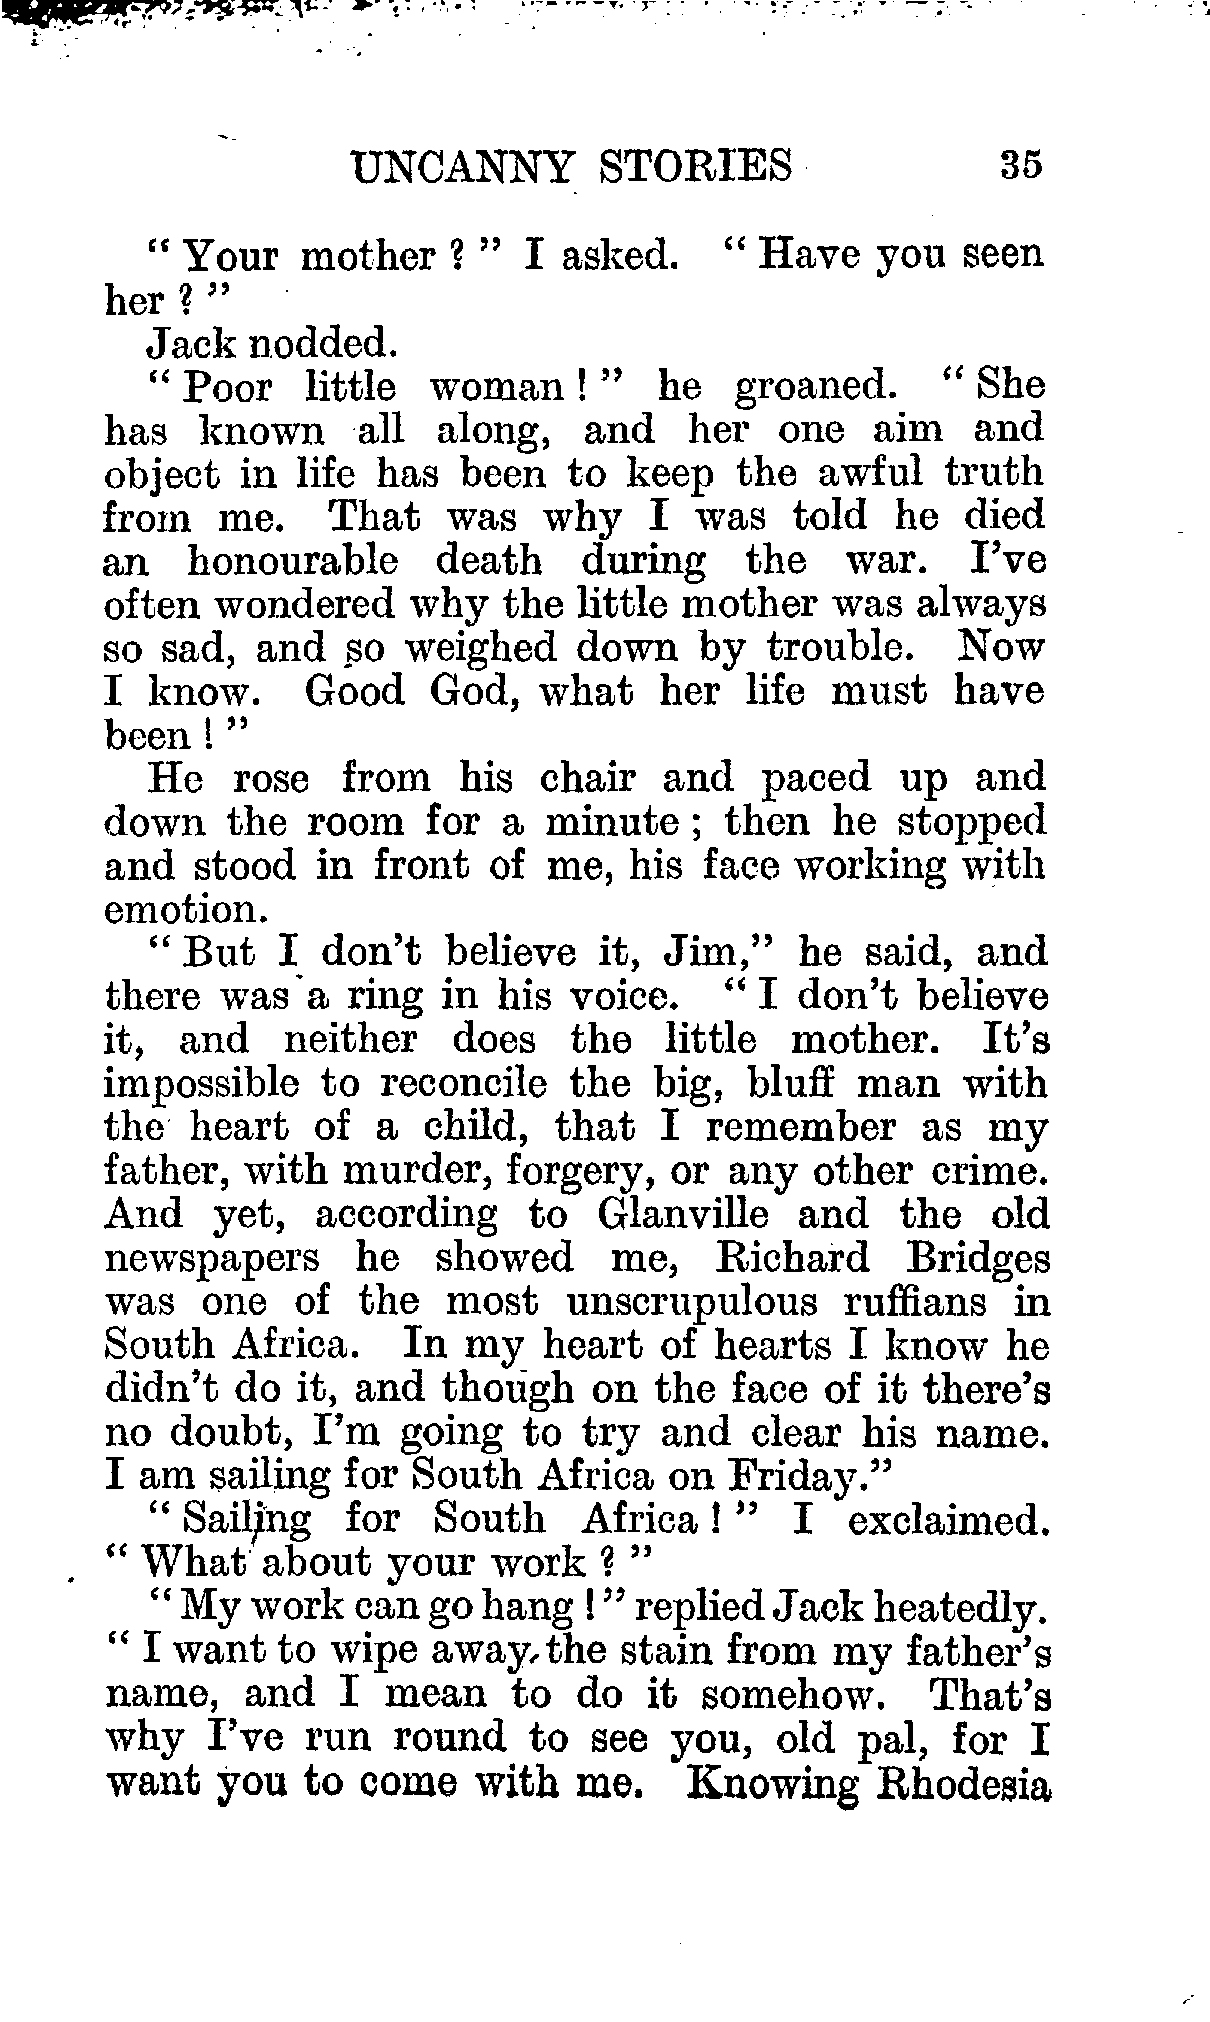 UNCANNY STORIES 35
“ Your mother ? ” I asked. “ Have you seen
her ? ”
Jack nodded.
“ Poor little woman ! ” he groaned. “ She
has known all along, and her one aim and
object in life has been to keep the awful truth
from me. That was why I was told he died
an honourable death during the war. I’ve
often wondered why the little mother was always
so sad, and so weighed down by trouble. Now
I know. Good God, what her life must have
been ! ”
He rose from his chair and paced up and
down the room for a minute ; then he stopped
and stood in front of me, his face working with
emotion.
“ But I don’t believe it, Jim,” he said, and
there was a ring in his voice. “ I don’t believe
it, and neither does the little mother. It’s
impossible to reconcile the big, bluff man with
the heart of a child, that I remember as my
father, with murder, forgery, or any other crime.
And yet, according to Glanville and the old
newspapers he showed me, Richard Bridges
was one of the most unscrupulous ruffians in
South Africa. In my heart of hearts I know he
didn’t do it, and though on the face of it there’s
no doubt, I’m going to try and clear his name.
I am sailing for South Africa on Friday.”
“ Sailing for South Africa ! ” I exclaimed.
“ What about your work ? ”
“ My work can go hang ! ” replied Jack heatedly.
“ I want to wipe away the stain from my father’s
name, and I mean to do it somehow. That’s
why I’ve run round to see you, old pal, for I
want you to come with me. Knowing Rhodesia